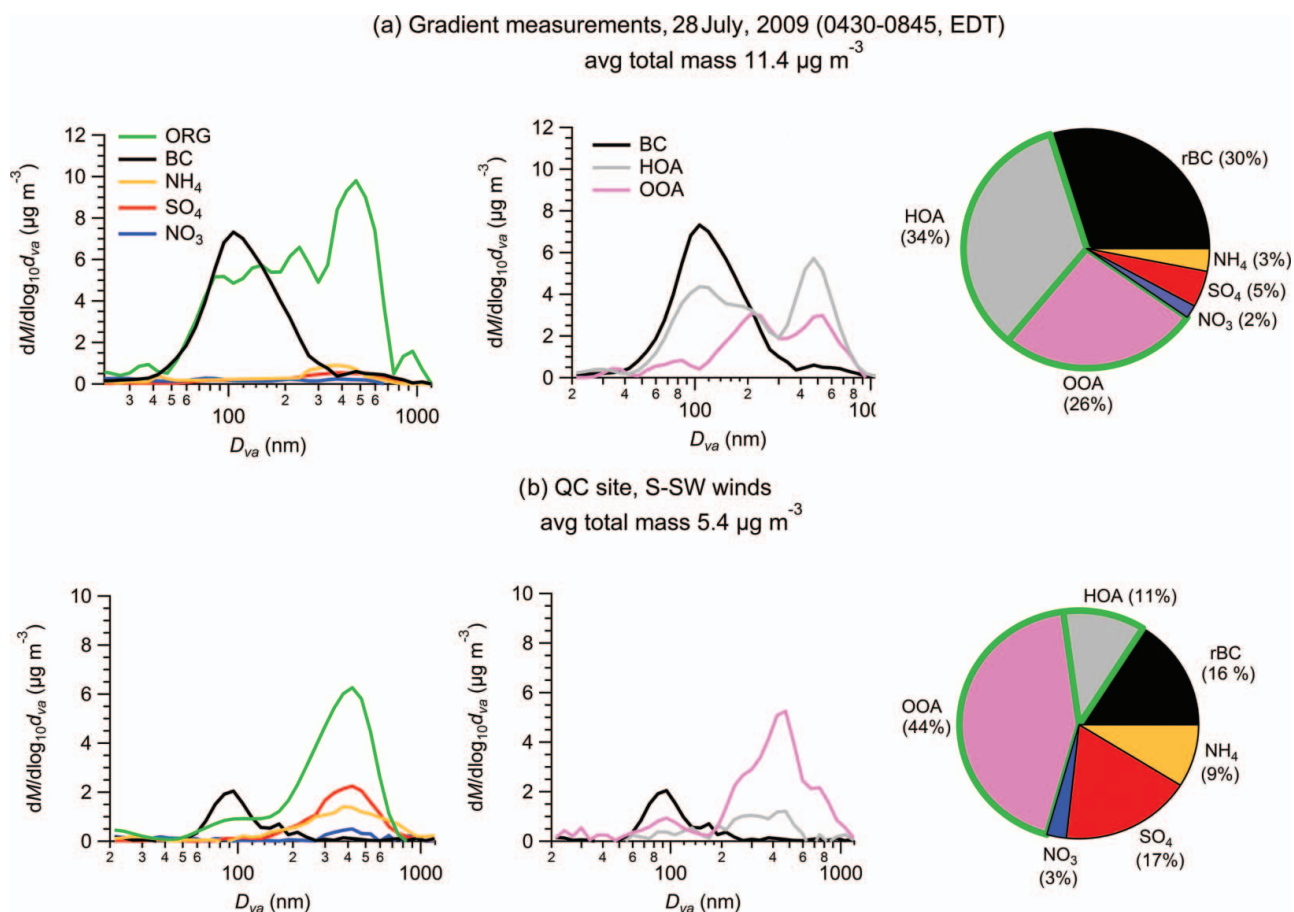 (a) Gradient measurements, 28 July, 2009 (0430-0845, EDT)
avg total mass 11.4 µg m-3
12
10
8
6
4
2
0
dM/dlog10dva (µg m-3)
ORG
BC
NH4
SO4
NO3
3 4 5 6 100 2 3 4 5 6 1000
Dva (nm)
12
10
8
6
4
2
0
dM/dlog10dva (µg m-3)
BC
HOA
OOA
2 4 6 8 100 2 4 6 8 100
Dva (nm)
rBC (30%)
HOA
(34%)
NH4 (3%)
SO4 (5%)
NO3 (2%)
OOA
(26%)
(b) QC site, S-SW winds
avg total mass 5.4 µg m-3
10
8
6
4
2
0
dM/dlog10dva (µg m-3)
2 3 4 5 6 100 2 3 4 5 6 1000
Dva (nm)
10
8
6
4
2
0
dM/dlog10dva (µg m-3)
2 4 6 8 100 2 4 6 8 1000
Dva (nm)
HOA (11%)
rBC
(16 %)
OOA
(44%)
NH4
(9%)
SO4
(17%)
NO3
(3%)